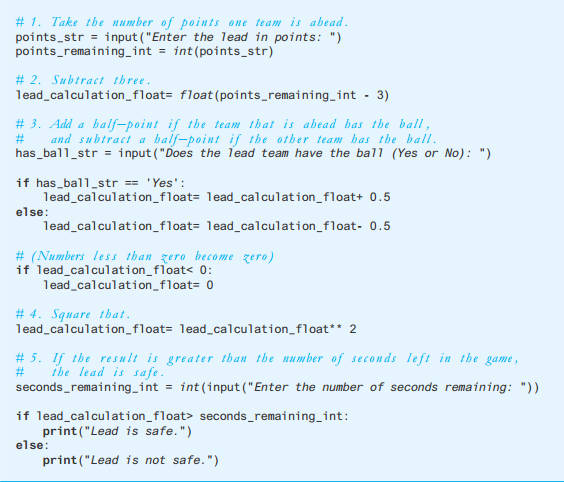 # 1. Take the number of points one team is ahead.
points_str = input("Enter the lead in points: ")
points_remaining_int = int(points_str)
# 2. Subtract three.
lead_calculation_float= float(points_remaining_int - 3)
# 3. Add a half-point if the team that is ahead has the ball,
#    and subtract a half-point if the other team has the ball.
has_ball_str = input("Does the lead team have the ball (Yes or No): ")
if has_ball_str == 'Yes':
    lead_calculation_float= lead_calculation_float+ 0.5
else:
    lead_calculation_float= lead_calculation_float- 0.5
# (Numbers less than zero become zero)
if lead_calculation_float< 0:
    lead_calculation_float= 0
# 4. Square that.
lead_calculation_float= lead_calculation_float** 2
# 5. If the result is greater than the number of seconds left in the game,
#    the lead is safe.
seconds_remaining_int = int(input("Enter the number of seconds remaining: "))
if lead_calculation_float> seconds_remaining_int:
    print("Lead is safe.")
else:
    print("Lead is not safe.")